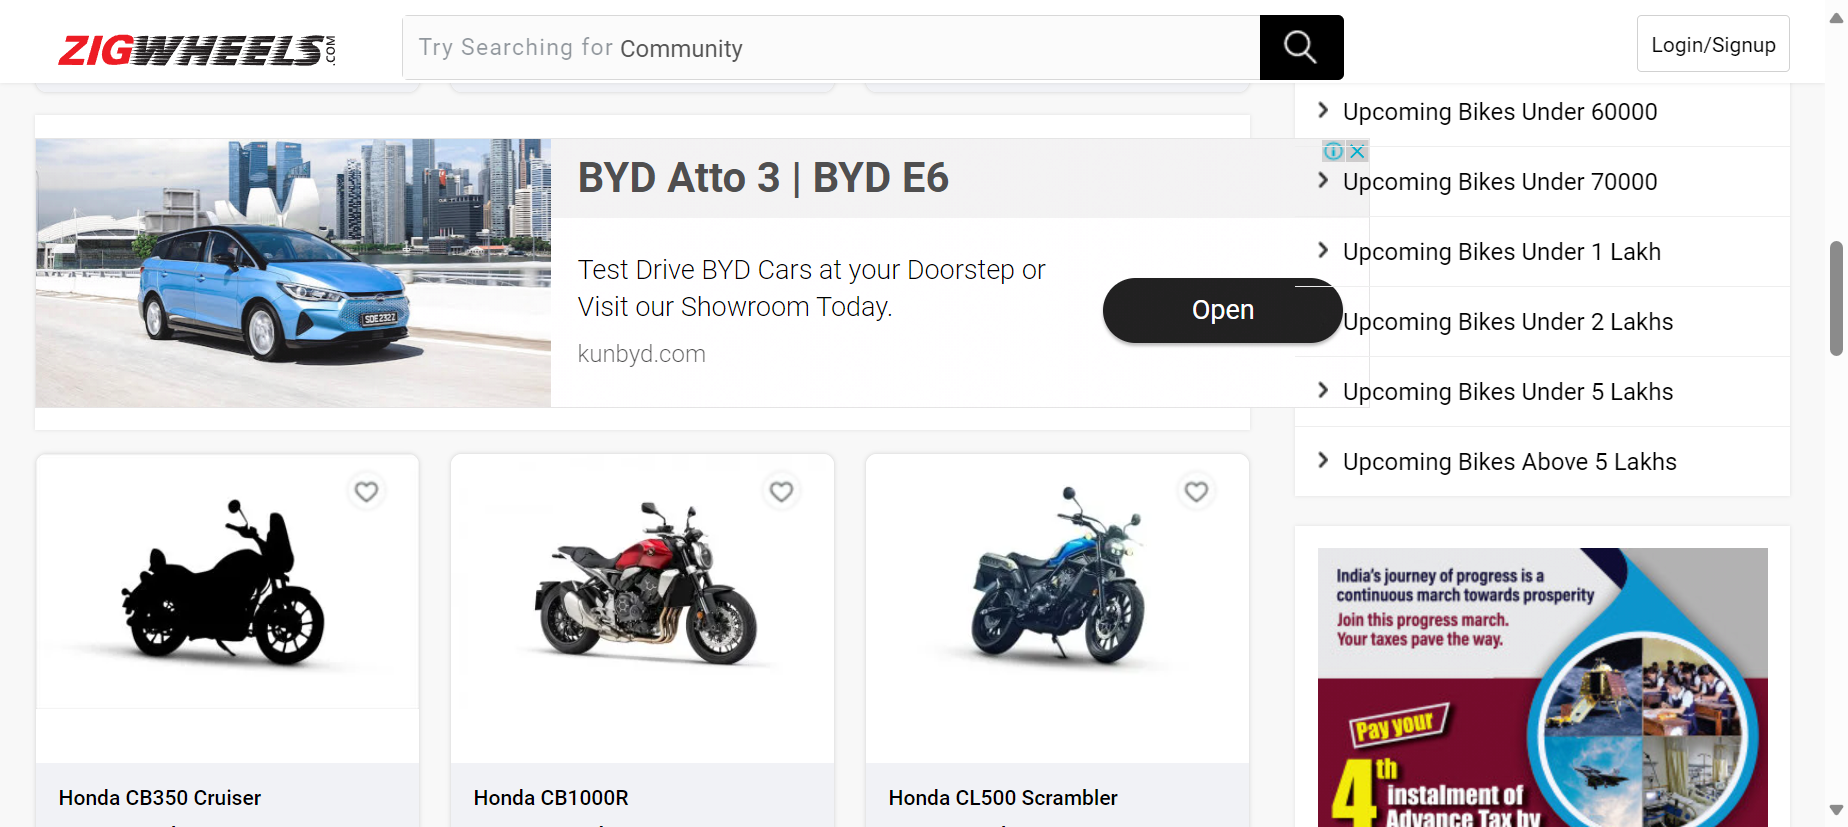 ZIGWHEELS.COM
Try Searching for Community
Login/Signup
BYD Atto 3 | BYD E6
Test Drive BYD Cars at your Doorstep or
Visit our Showroom Today.
kunbyd.com
Open
SDE 232 Z
Upcoming Bikes Under 60000
Upcoming Bikes Under 70000
Upcoming Bikes Under 1 Lakh
Upcoming Bikes Under 2 Lakhs
Upcoming Bikes Under 5 Lakhs
Upcoming Bikes Above 5 Lakhs
Honda CB350 Cruiser
Honda CB1000R
Honda CL500 Scrambler
India's journey of progress is a
continuous march towards prosperity
Join this progress march.
Your taxes pave the way.
Pay your
4th
instalment of
Advance Tax by